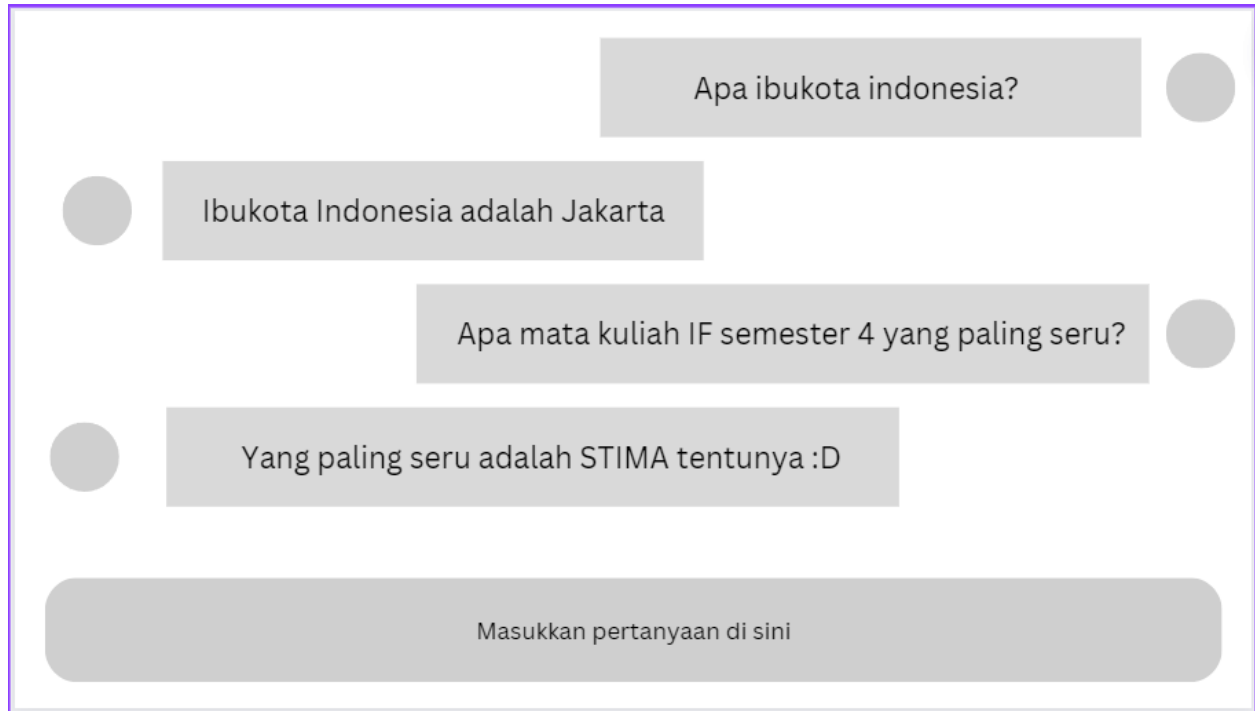 Apa ibukota indonesia?
Ibukota Indonesia adalah Jakarta
Apa mata kuliah IF semester 4 yang paling seru?
Yang paling seru adalah STIMA tentunya :D
Masukkan pertanyaan di sini